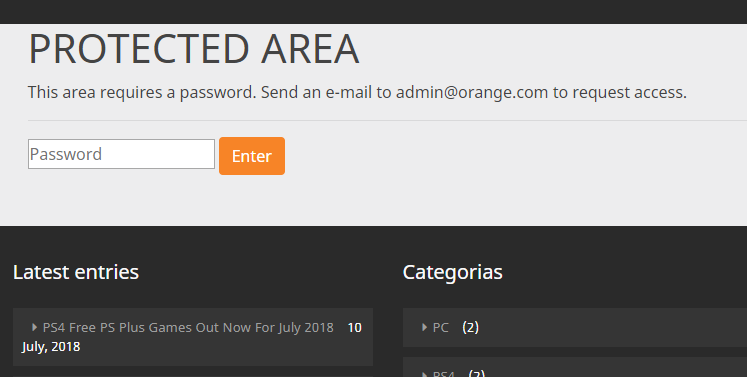 PROTECTED AREA
This area requires a password. Send an e-mail to admin@orange.com to request access.
Password
Enter
Latest entries
PS4 Free PS Plus Games Out Now For July 2018 10
July, 2018
Categorias
PC (2)
PS4 (2)